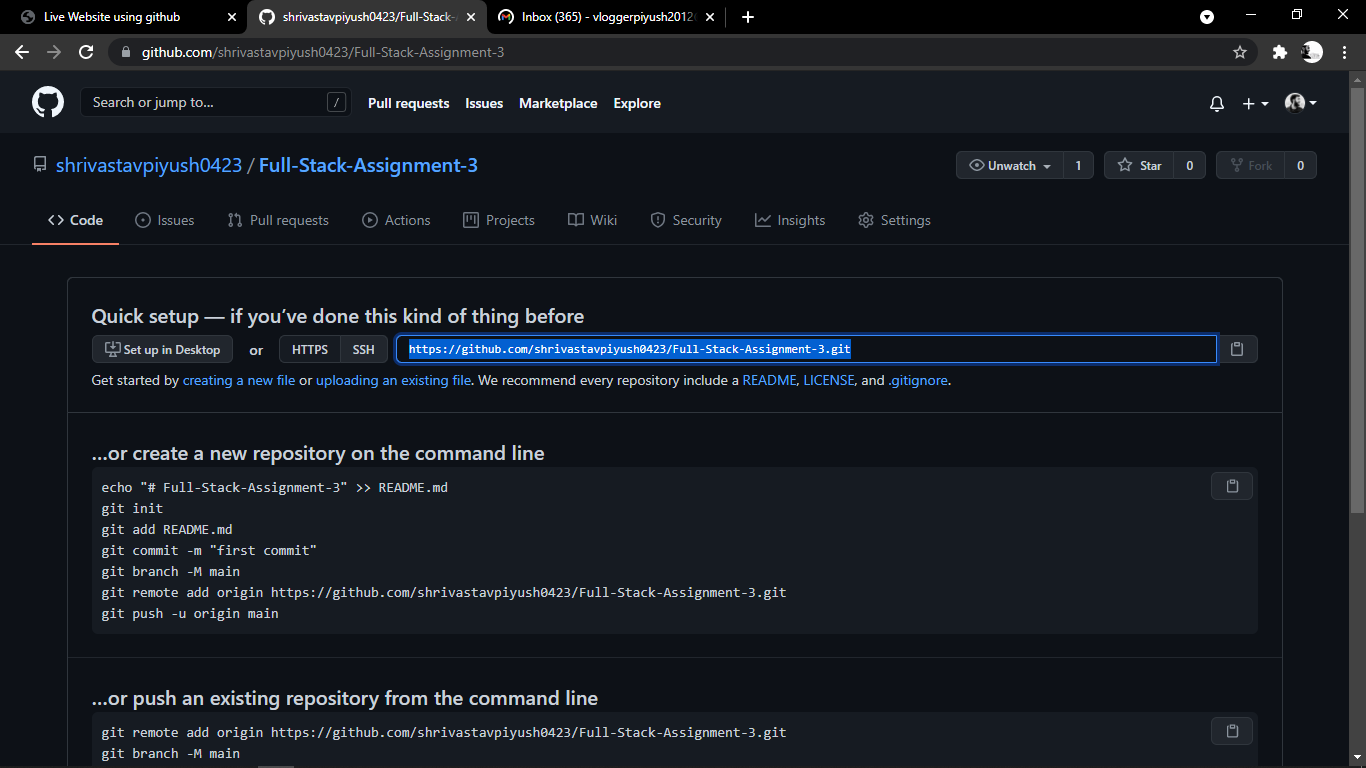 Live Website using github
shrivastavpiyush0423/Full-Stack-
Inbox (365) - vloggerpiyush2012
github.com/shrivastavpiyush0423/Full-Stack-Assignment-3
Search or jump to... /
Pull requests Issues Marketplace Explore
shrivastavpiyush0423 / Full-Stack-Assignment-3
Unwatch 1 Star 0 Fork 0
<> Code Issues Pull requests Actions Projects Wiki Security Insights Settings
Quick setup — if you’ve done this kind of thing before
Set up in Desktop or HTTPS SSH https://github.com/shrivastavpiyush0423/Full-Stack-Assignment-3.git
Get started by creating a new file or uploading an existing file. We recommend every repository include a README, LICENSE, and .gitignore.
…or create a new repository on the command line
echo "# Full-Stack-Assignment-3" >> README.md
git init
git add README.md
git commit -m "first commit"
git branch -M main
git remote add origin https://github.com/shrivastavpiyush0423/Full-Stack-Assignment-3.git
git push -u origin main
…or push an existing repository from the command line
git remote add origin https://github.com/shrivastavpiyush0423/Full-Stack-Assignment-3.git
git branch -M main